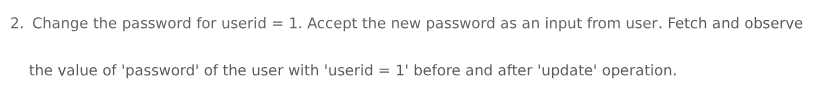 2. Change the password for userid = 1. Accept the new password as an input from user. Fetch and observe
the value of 'password' of the user with 'userid = 1' before and after 'update' operation.